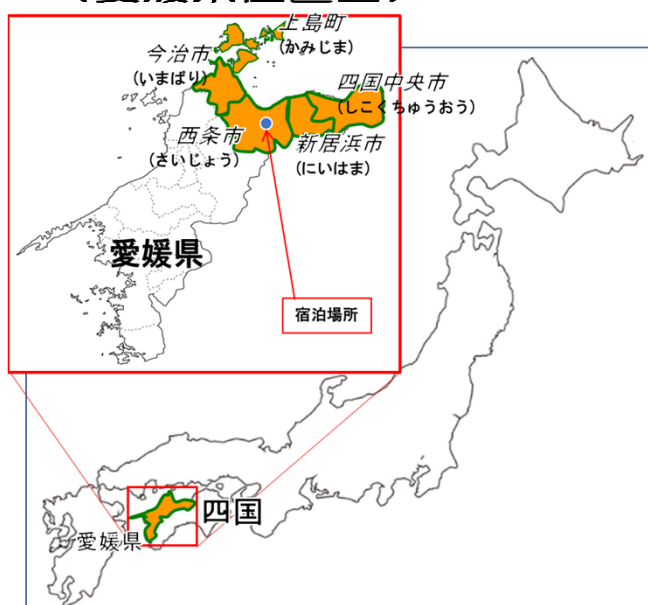 上島町
(かみじま)
今治市
(いまばり)
四国中央市
(しこくちゅうおう)
西条市
(さいじょう)
新居浜市
(にいはま)
愛媛県
宿泊場所
四国
愛媛県